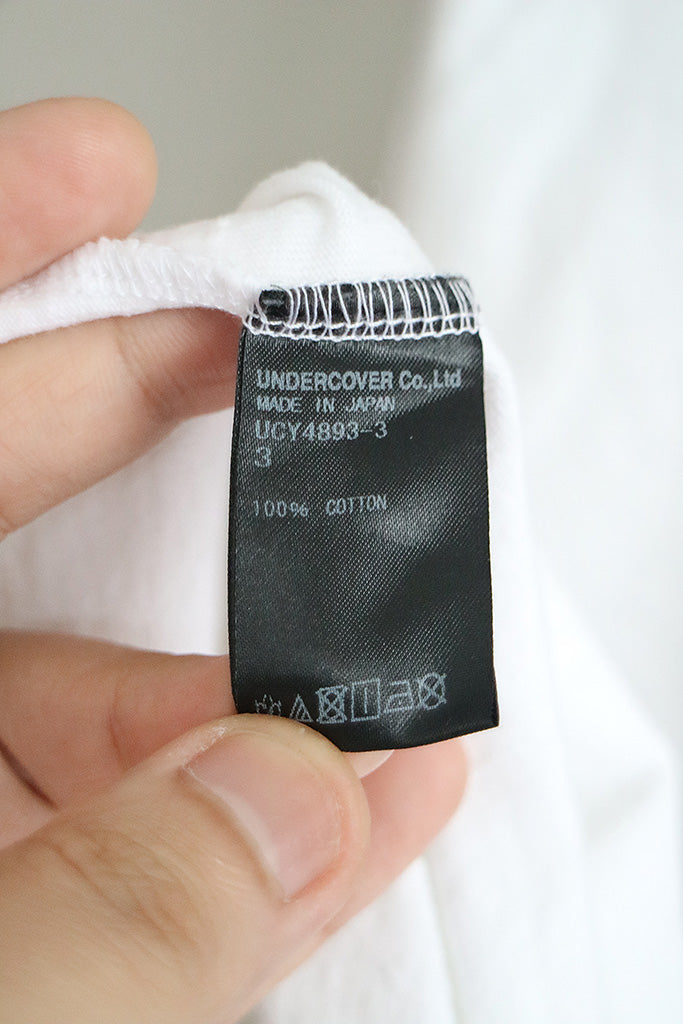 UNDERCOVER Co.,Ltd
MADE IN JAPAN
UCY4893-3
3
100% COTTON